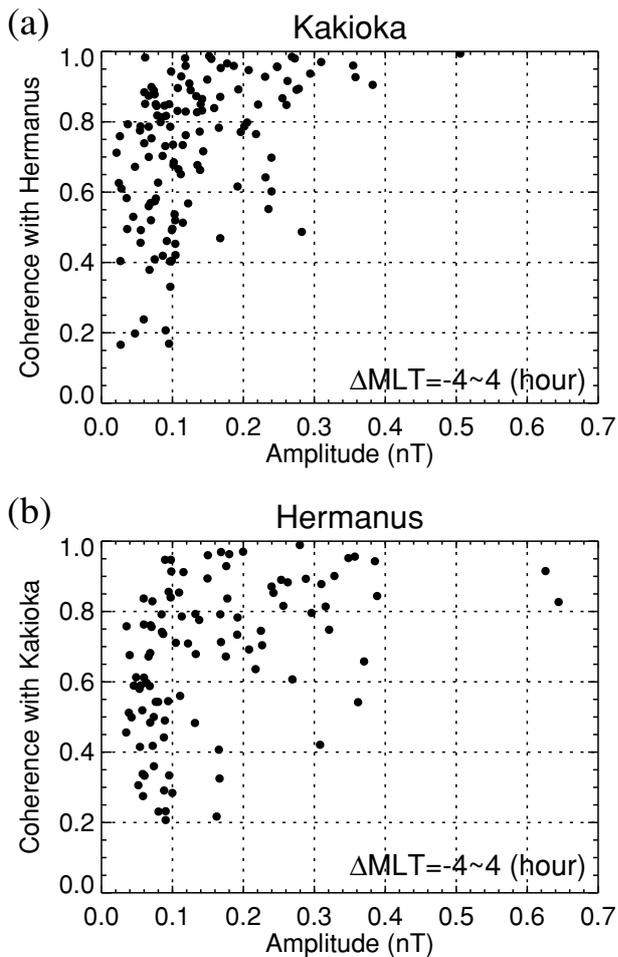 (a)
Kakioka
Coherence with Hermanus
1.0
0.8
0.6
0.4
0.2
0.0
ΔMLT=-4~4 (hour)
0.0 0.1 0.2 0.3 0.4 0.5 0.6 0.7
Amplitude (nT)
(b)
Hermanus
Coherence with Kakioka
1.0
0.8
0.6
0.4
0.2
0.0
ΔMLT=-4~4 (hour)
0.0 0.1 0.2 0.3 0.4 0.5 0.6 0.7
Amplitude (nT)